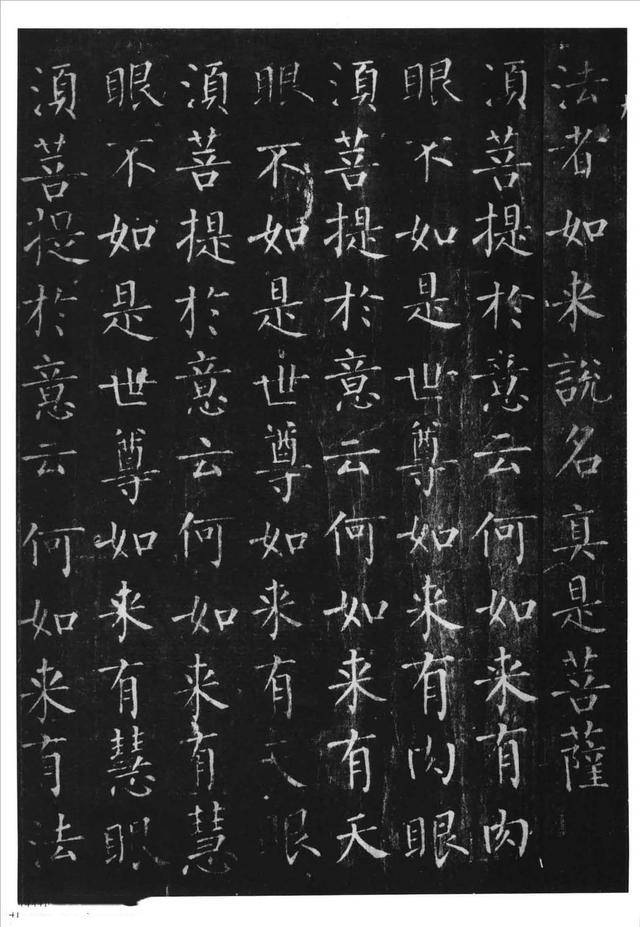 法者如来說名真是菩薩
須菩提於意云何如来有肉
眼不如是世尊如来有肉眼
須菩提於意云何如来有天
眼不如是世尊如来有天眼
須菩提於意云何如来有慧
眼不如是世尊如来有慧眼
須菩提於意云何如来有法
41